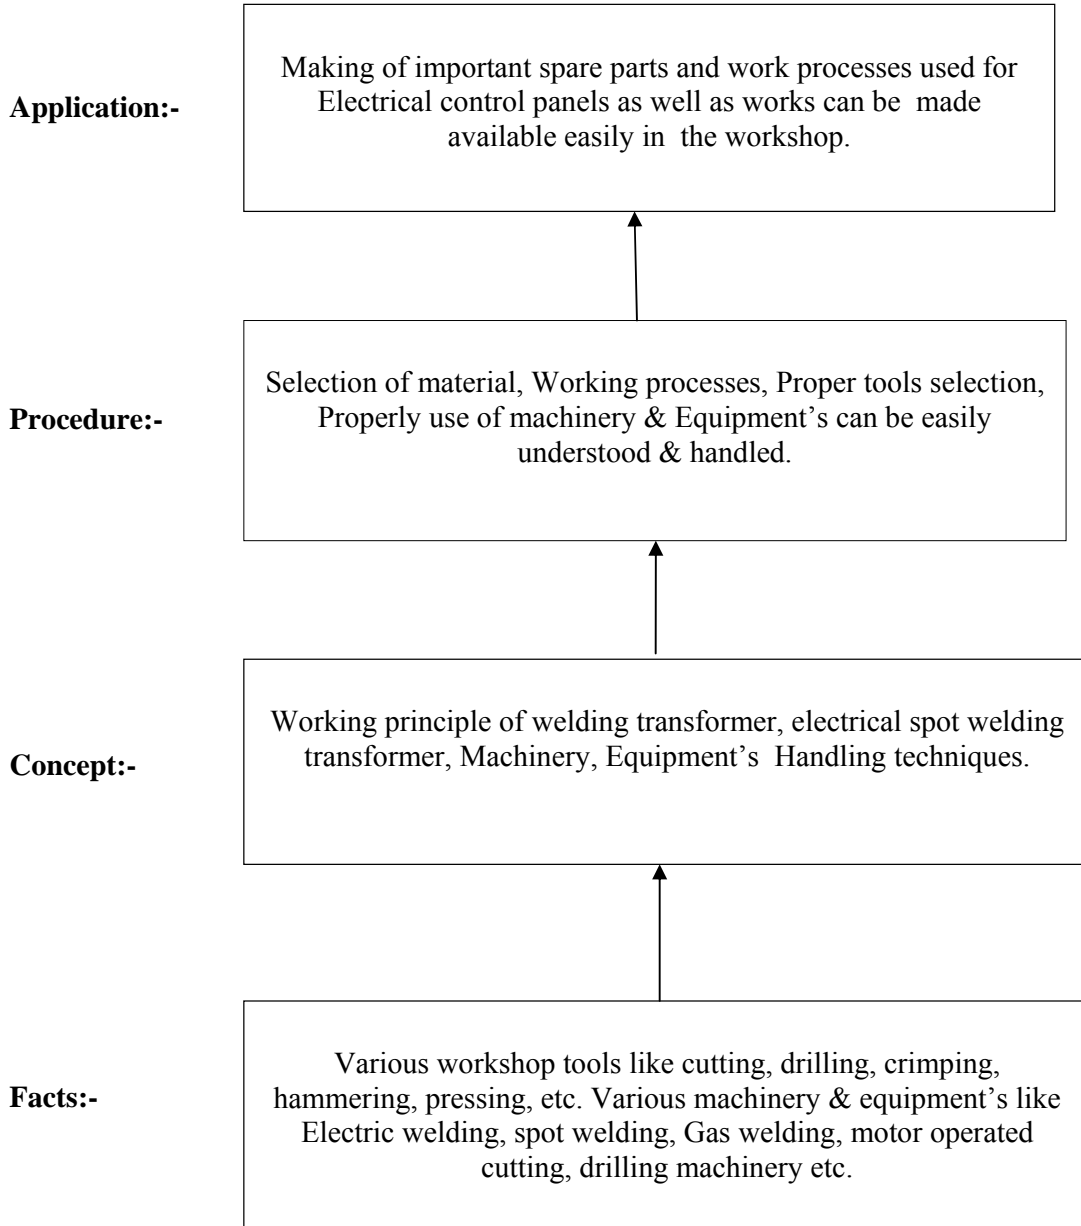 Application:-
Making of important spare parts and work processes used for
Electrical control panels as well as works can be made
available easily in the workshop.
Procedure:-
Selection of material, Working processes, Proper tools selection,
Properly use of machinery & Equipment’s can be easily
understood & handled.
Concept:-
Working principle of welding transformer, electrical spot welding
transformer, Machinery, Equipment’s Handling techniques.
Facts:-
Various workshop tools like cutting, drilling, crimping,
hammering, pressing, etc. Various machinery & equipment’s like
Electric welding, spot welding, Gas welding, motor operated
cutting, drilling machinery etc.